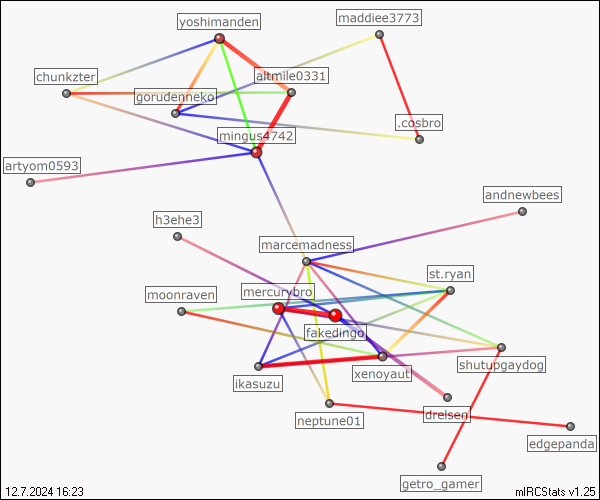 yoshimanden
maddiee3773
chunkzter
altmile0331
gorudenneko
.cosbro
mingus4742
artyom0593
andnewbees
h3ehe3
marcemadness
st.ryan
mercurybro
moonraven
fakedingo
shutupgaydog
xenoyaut
ikasuzu
dreisen
neptune01
edgepanda
getro_gamer
12.7.2024 16:23
mIRCStats v1.25